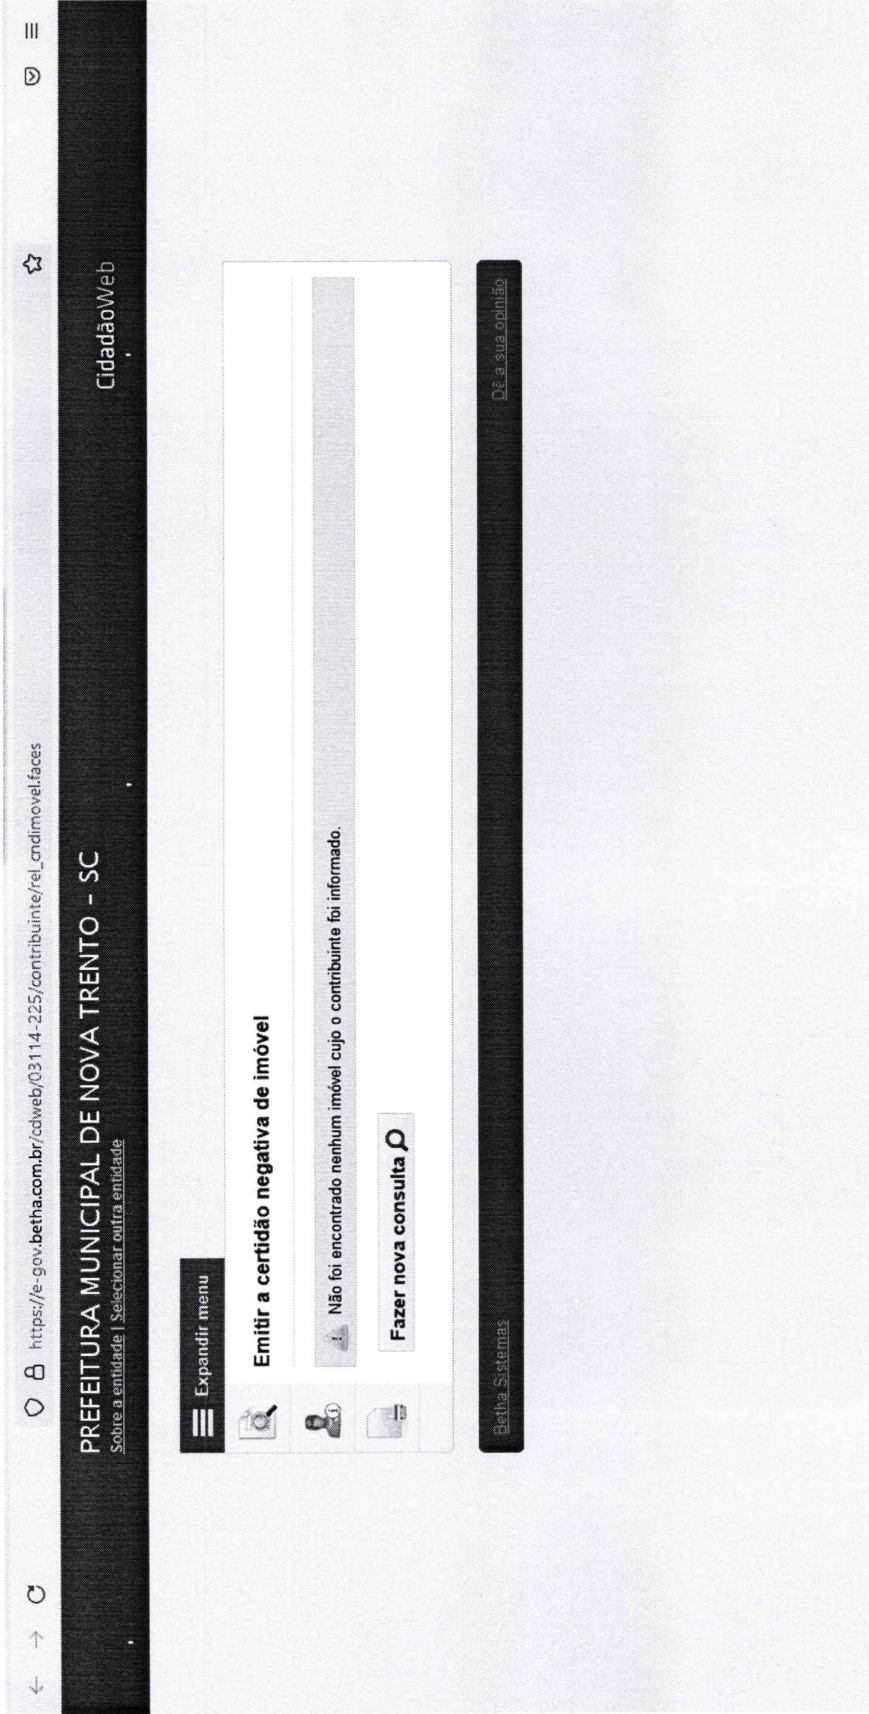 https://e-gov.betha.com.br/cdweb/03114-225/contribuinte/rel_cndimovel.faces
PREFEITURA MUNICIPAL DE NOVA TRENTO - SC
Sobre a entidade | Selecionar outra entidade
CidadãoWeb
Expandir menu
Emitir a certidão negativa de imóvel
Não foi encontrado nenhum imóvel cujo o contribuinte foi informado.
Fazer nova consulta
Betha Sistemas
Dê a sua opinião